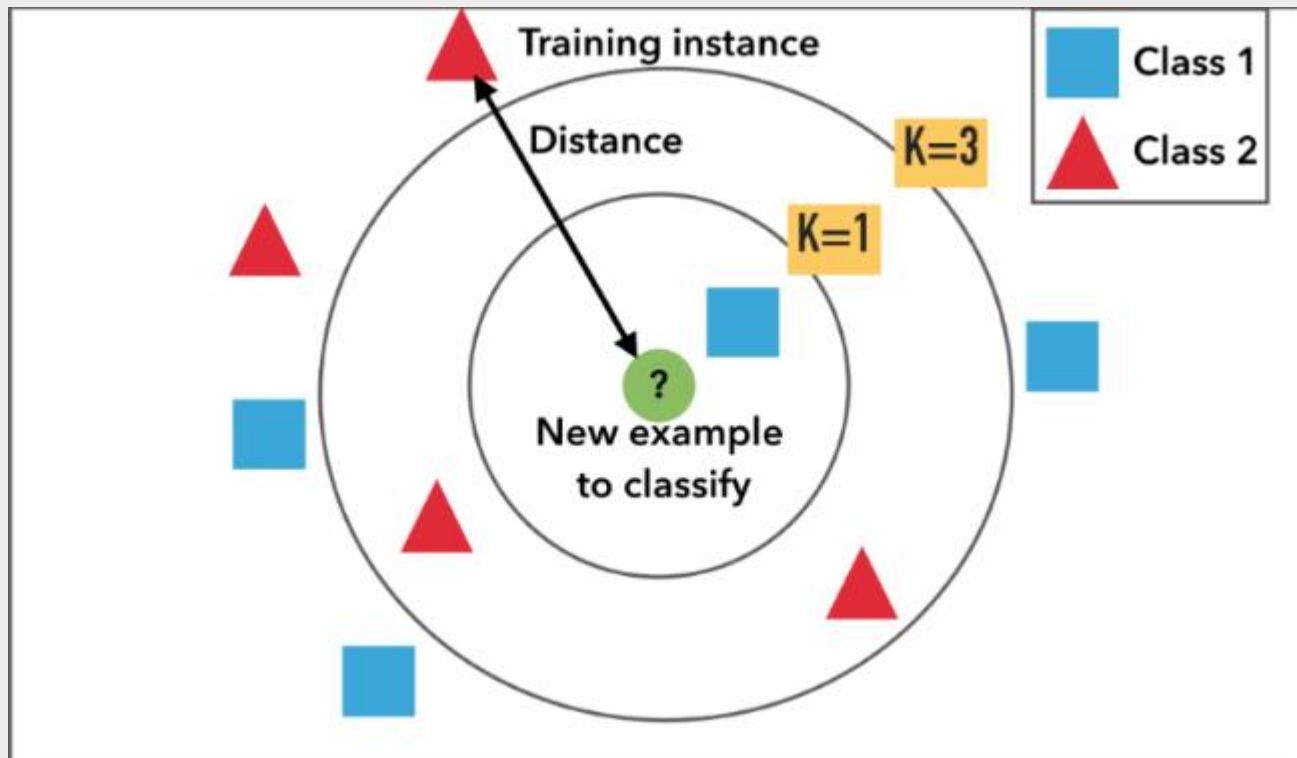 Training instance
Class 1
Distance
K=3
Class 2
K=1
?
New example
to classify